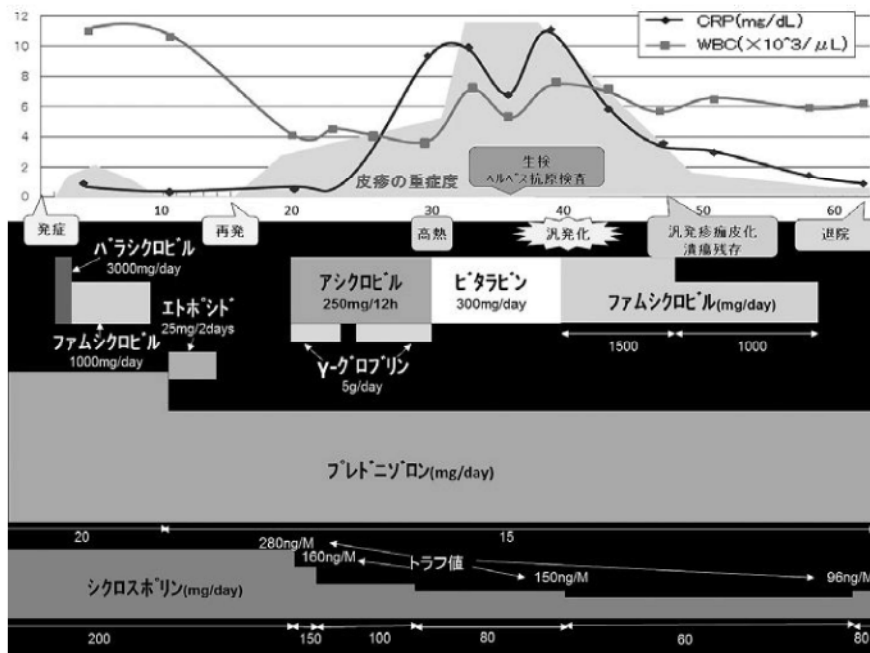 12
10
8
6
4
2
0
CRP(mg/dL)
WBC(×10^3/μL)
皮疹の重症度
生検
ヘルペス抗原検査
10
20
30
40
50
60
発症
再発
高熱
汎発化
汎発疹痂皮化
潰瘍残存
退院
バラシクロビル
3000mg/day
ファムシクロビル
1000mg/day
エトポシド
25mg/2days
アシクロビル
250mg/12h
γ-グロブリン
5g/day
ビタラビン
300mg/day
ファムシクロビル(mg/day)
1500
1000
プレドニゾロン(mg/day)
20
15
280ng/M
160ng/M
トラフ値
150ng/M
96ng/M
シクロスポリン(mg/day)
200
150
100
80
60
80